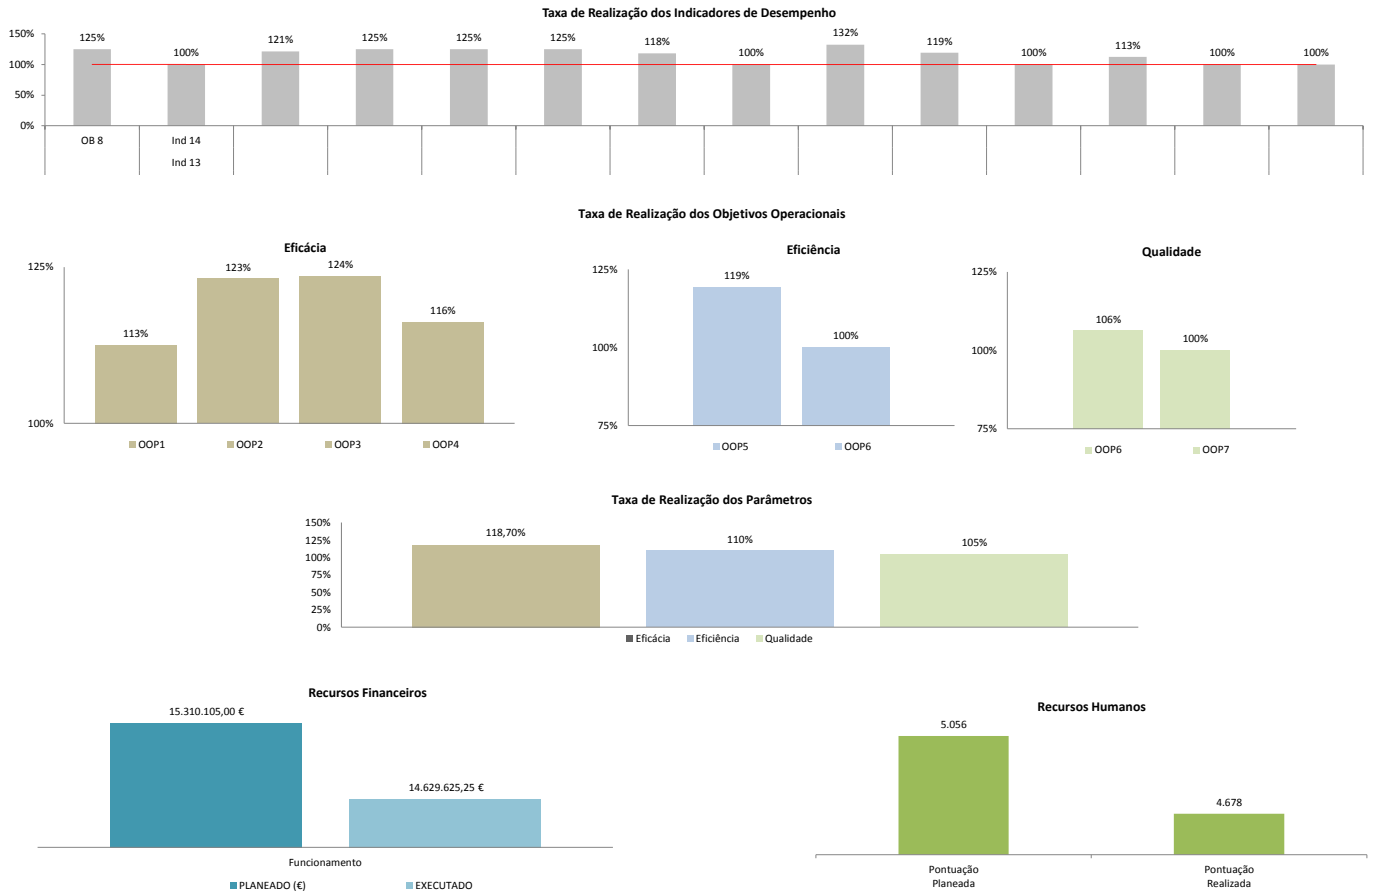 Taxa de Realização dos Indicadores de Desempenho
150%
100%
50%
0%
125%
100%
121%
125%
125%
125%
118%
100%
132%
119%
100%
113%
100%
100%
OB 8
Ind 14
Ind 13
Taxa de Realização dos Objetivos Operacionais
Eficácia
125%
100%
113%
123%
124%
116%
OOP1
OOP2
OOP3
OOP4
Eficiência
125%
100%
75%
119%
100%
OOP5
OOP6
Qualidade
125%
100%
75%
106%
100%
OOP6
OOP7
Taxa de Realização dos Parâmetros
150%
125%
100%
75%
50%
25%
0%
118,70%
110%
105%
Eficácia
Eficiência
Qualidade
Recursos Financeiros
15.310.105,00 €
14.629.625,25 €
Funcionamento
PLANEADO (€)
EXECUTADO
Recursos Humanos
5.056
4.678
Pontuação
Planeada
Pontuação
Realizada